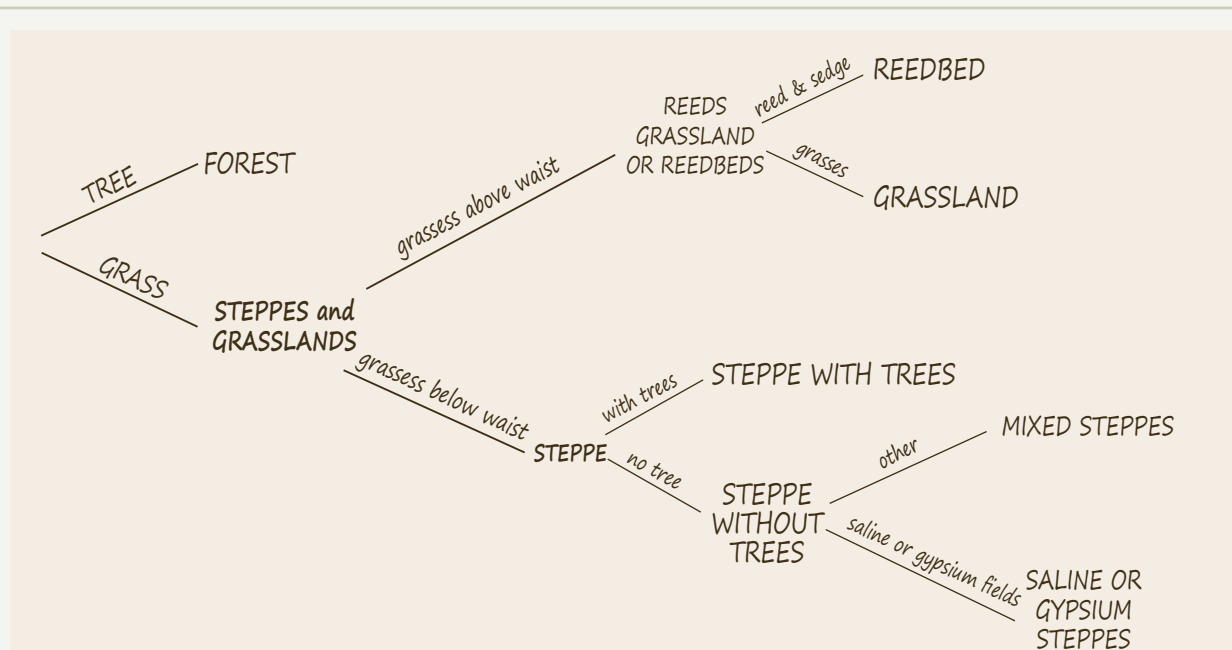 TREE
FOREST
GRASS
STEPPES and
GRASSLANDS
grassess above waist
REEDS
GRASSLAND
OR REEDBEDS
reed & sedge
REEDBED
grasses
GRASSLAND
grassess below waist
STEPPE
with trees
STEPPE WITH TREES
no tree
STEPPE
WITHOUT
TREES
other
MIXED STEPPES
saline or gypsium fields
SALINE OR
GYPSIUM
STEPPES